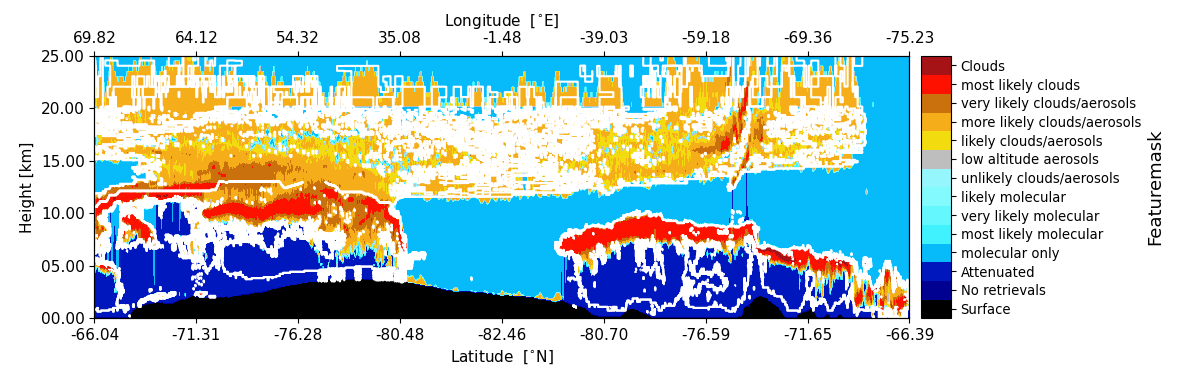 Longitude [°E]
69.82 64.12 54.32 35.08 -1.48 -39.03 -59.18 -69.36 -75.23
25.00
20.00
15.00
10.00
05.00
00.00
Height [km]
-66.04 -71.31 -76.28 -80.48 -82.46 -80.70 -76.59 -71.65 -66.39
Latitude [°N]
Clouds
most likely clouds
very likely clouds/aerosols
more likely clouds/aerosols
likely clouds/aerosols
low altitude aerosols
unlikely clouds/aerosols
likely molecular
very likely molecular
most likely molecular
molecular only
Attenuated
No retrievals
Surface
Featuremask